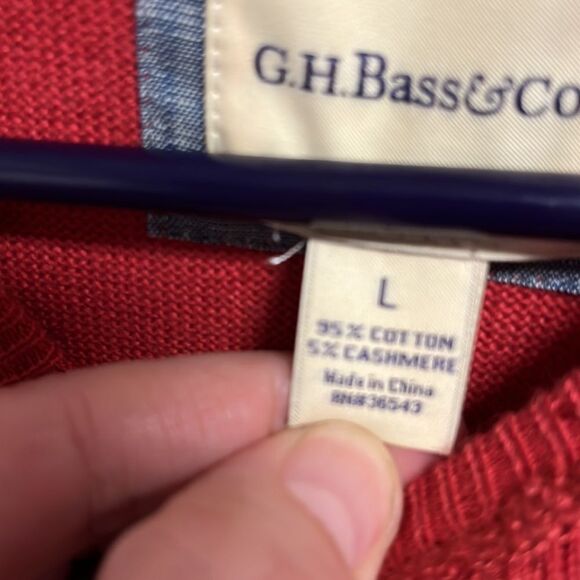 G.H.Bass&Co
L
95% COTTON
5% CASHMERE
Made in China
RN#36543